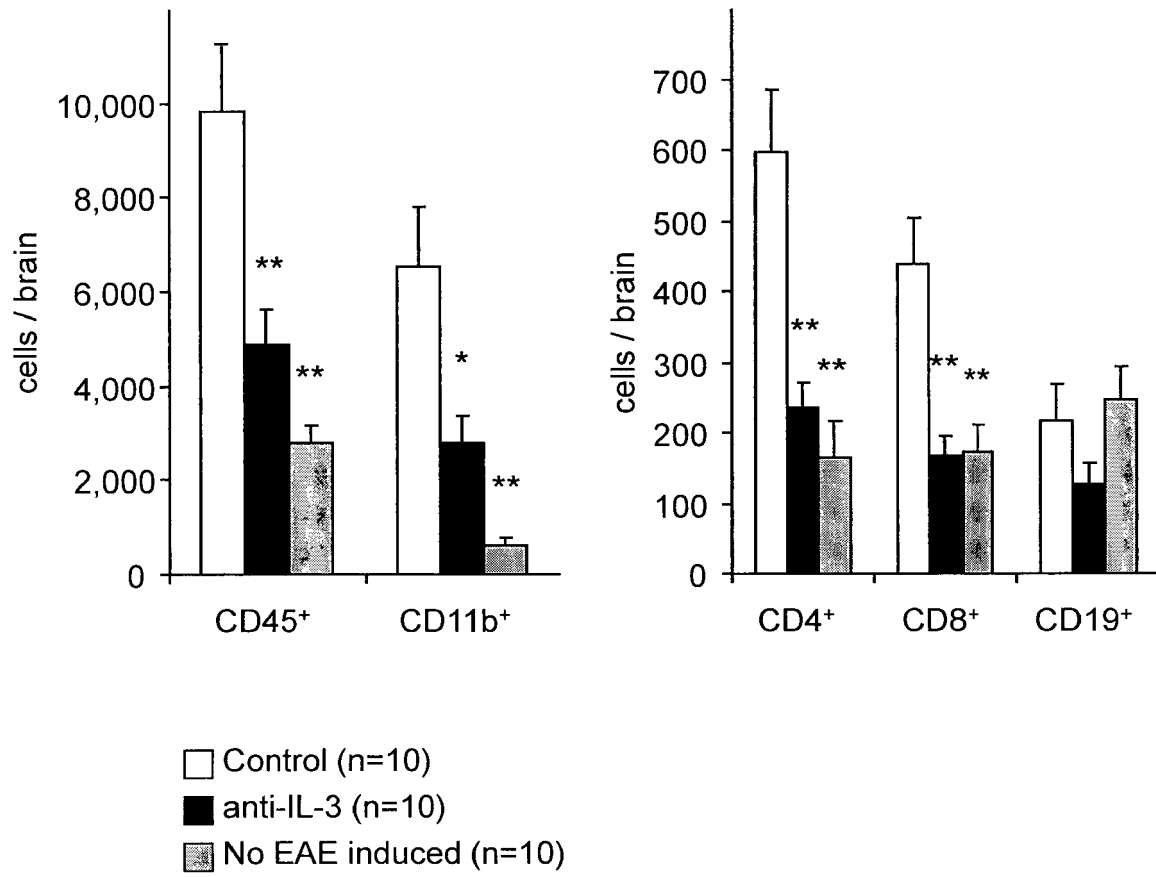 cells / brain
10,000
8,000
6,000
4,000
2,000
0
**
**
*
**
CD45⁺
CD11b⁺
cells / brain
700
600
500
400
300
200
100
0
**
**
**
**
CD4⁺
CD8⁺
CD19⁺
Control (n=10)
anti-IL-3 (n=10)
No EAE induced (n=10)